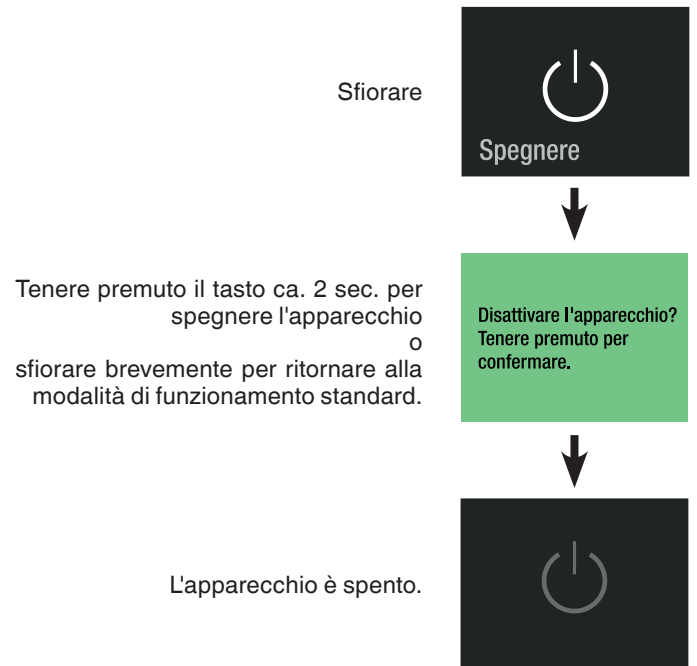 Sfiorare
Spegnere
Tenere premuto il tasto ca. 2 sec. per
spegnere l'apparecchio
o
sfiorare brevemente per ritornare alla
modalità di funzionamento standard.
Disattivare l'apparecchio?
Tenere premuto per
confermare.
L'apparecchio è spento.